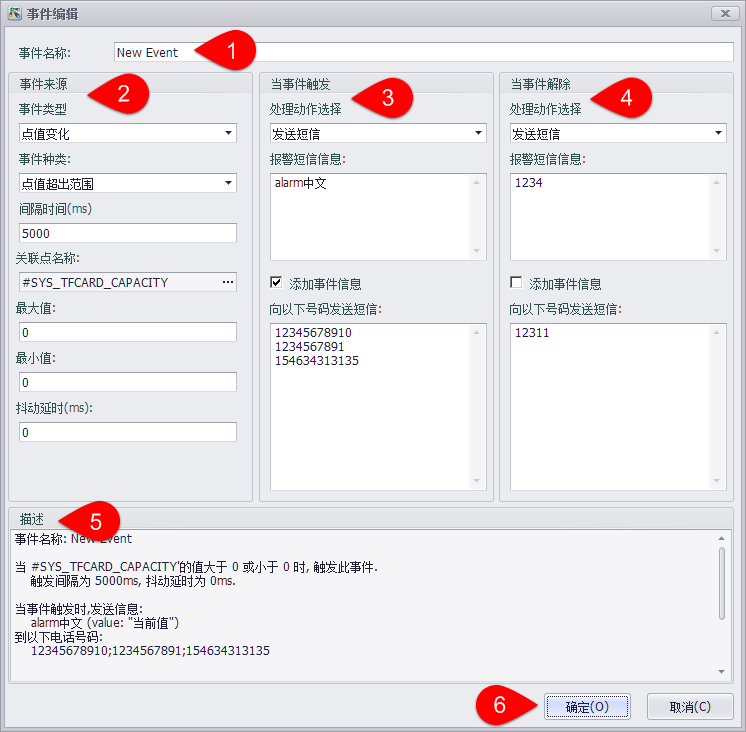 事件编辑
事件名称:
New Event
1
事件来源
2
事件类型
点值变化
事件种类:
点值超出范围
间隔时间(ms)
5000
关联点名称:
#SYS_TFCARD_CAPACITY
最大值:
0
最小值:
0
抖动延时(ms):
0
当事件触发
3
处理动作选择
发送短信
报警短信信息:
alarm中文
添加事件信息
向以下号码发送短信:
12345678910
1234567891
154634313135
当事件解除
4
处理动作选择
发送短信
报警短信信息:
1234
添加事件信息
向以下号码发送短信:
12311
描述
5
事件名称: New Event
当 #SYS_TFCARD_CAPACITY'的值大于 0 或小于 0 时, 触发此事件.
触发间隔为 5000ms, 抖动延时为 0ms.
当事件触发时,发送信息:
alarm中文 (value: "当前值")
到以下电话号码:
12345678910;1234567891;154634313135
6
确定(O)
取消(C)